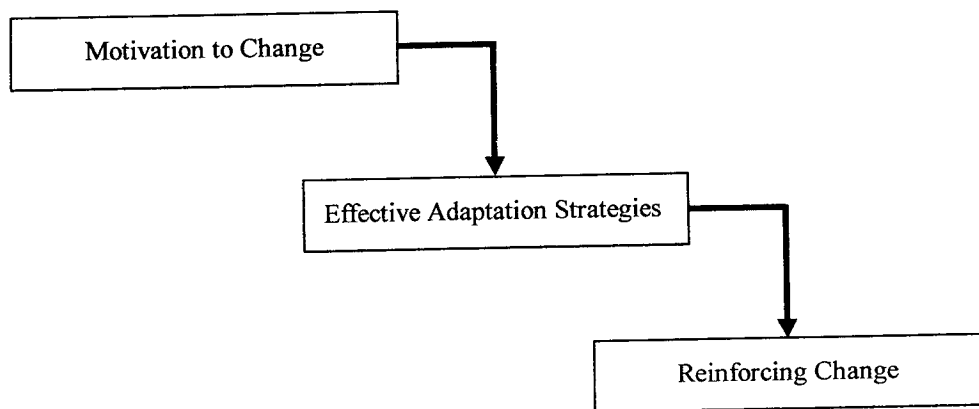 Motivation to Change
Effective Adaptation Strategies
Reinforcing Change